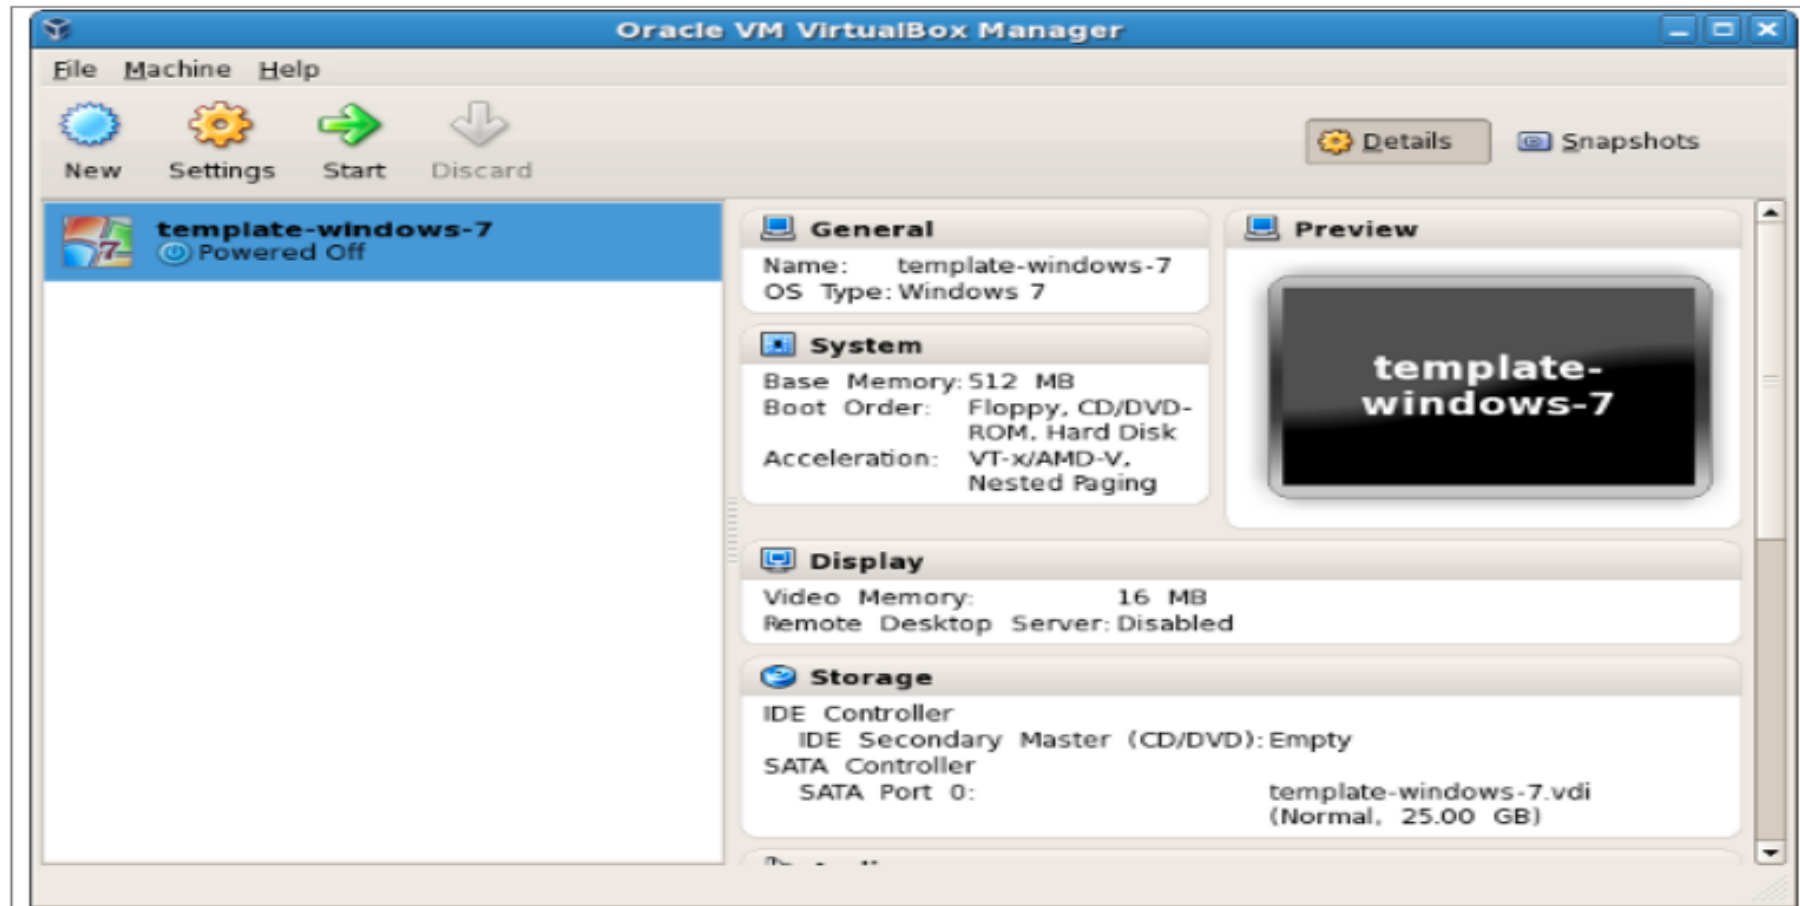 Oracle VM VirtualBox Manager
File Machine Help
New Settings Start Discard
Details Snapshots
template-windows-7
Powered Off
General
Name: template-windows-7
OS Type: Windows 7
System
Base Memory: 512 MB
Boot Order: Floppy, CD/DVD-
ROM, Hard Disk
Acceleration: VT-x/AMD-V,
Nested Paging
Preview
template-
windows-7
Display
Video Memory: 16 MB
Remote Desktop Server: Disabled
Storage
IDE Controller
IDE Secondary Master (CD/DVD): Empty
SATA Controller
SATA Port 0: template-windows-7.vdi
(Normal, 25.00 GB)